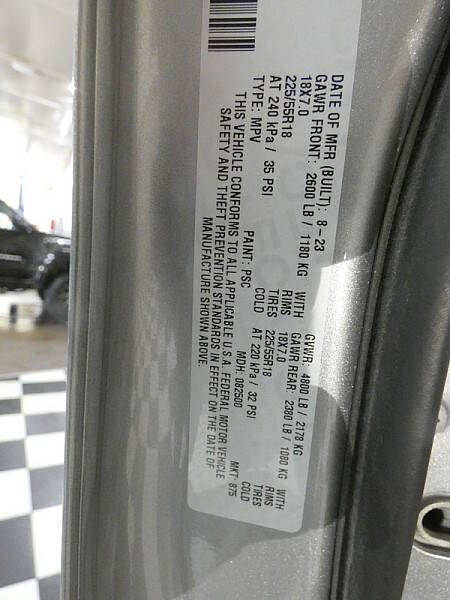 DATE OF MFR (BUILT): 8-23 GVWR: 4800 LB / 2178 KG
GAWR FRONT: 2600 LB / 1180 KG WITH GAWR REAR: 2380 LB / 1080 KG WITH
18X7.0 RIMS 18X7.0 RIMS
225/55R18 TIRES 225/55R18 TIRES
AT 240 kPa / 35 PSI COLD AT 220 kPa / 32 PSI COLD
TYPE: MPV PAINT: PSC MDH: 082500 MKT: 875
THIS VEHICLE CONFORMS TO ALL APPLICABLE U.S.A. FEDERAL MOTOR VEHICLE
SAFETY AND THEFT PREVENTION STANDARDS IN EFFECT ON THE DATE OF
MANUFACTURE SHOWN ABOVE.